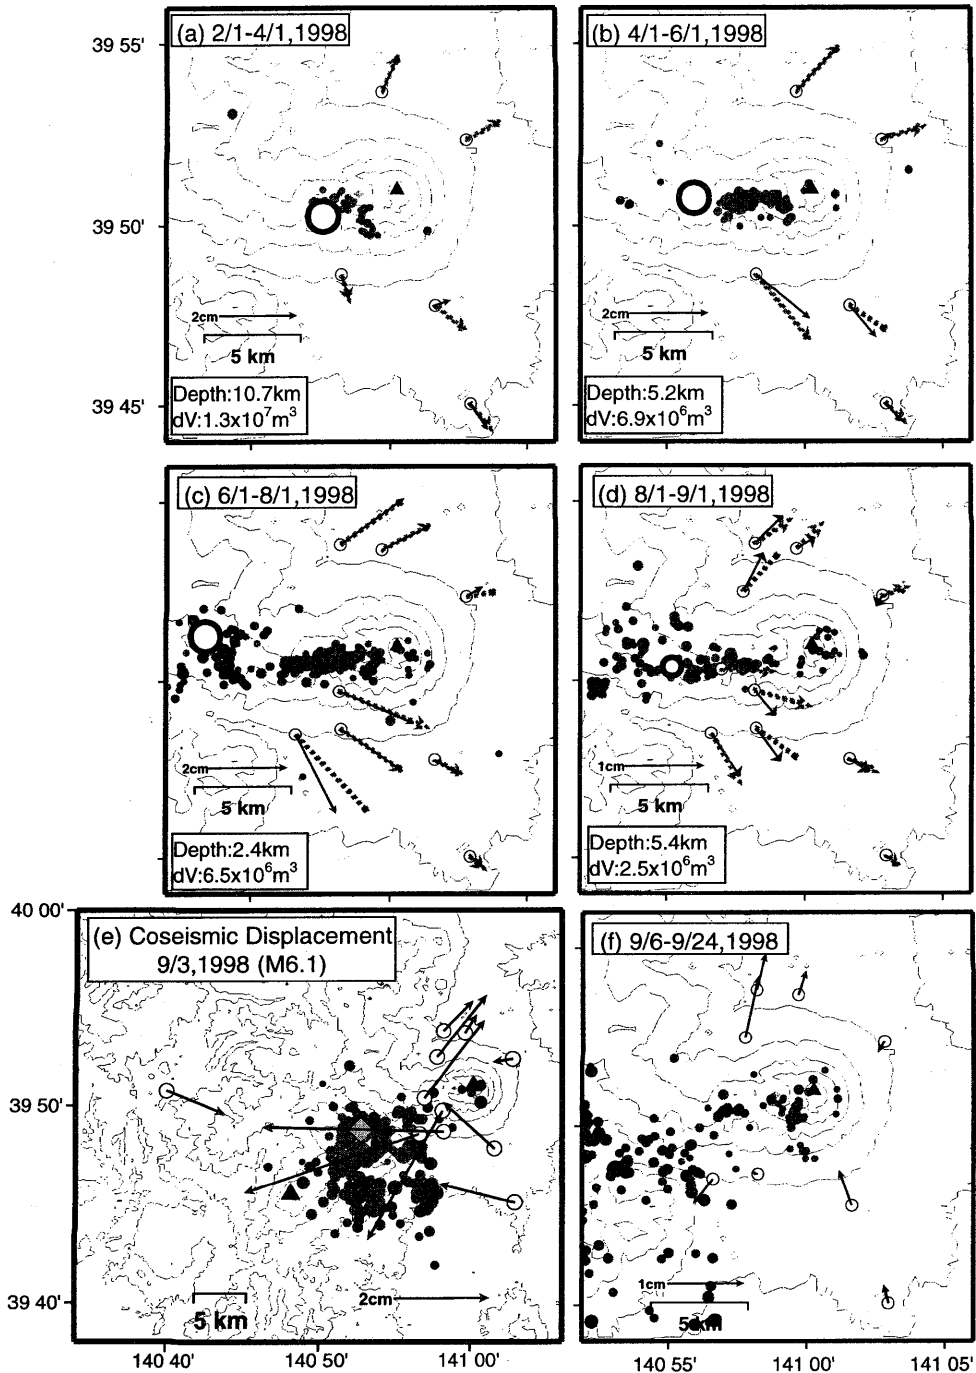 (a) 2/1-4/1,1998
(b) 4/1-6/1,1998
39 55'
39 50'
39 45'
2cm
5 km
Depth:10.7km
dV:1.3x10⁷m³
2cm
5 km
Depth:5.2km
dV:6.9x10⁶m³
(c) 6/1-8/1,1998
(d) 8/1-9/1,1998
2cm
5 km
Depth:2.4km
dV:6.5x10⁶m³
1cm
5 km
Depth:5.4km
dV:2.5x10⁶m³
40 00'
39 50'
39 40'
(e) Coseismic Displacement
9/3,1998 (M6.1)
(f) 9/6-9/24,1998
5 km
2cm
1cm
5km
140 40'
140 50'
141 00'
140 55'
141 00'
141 05'